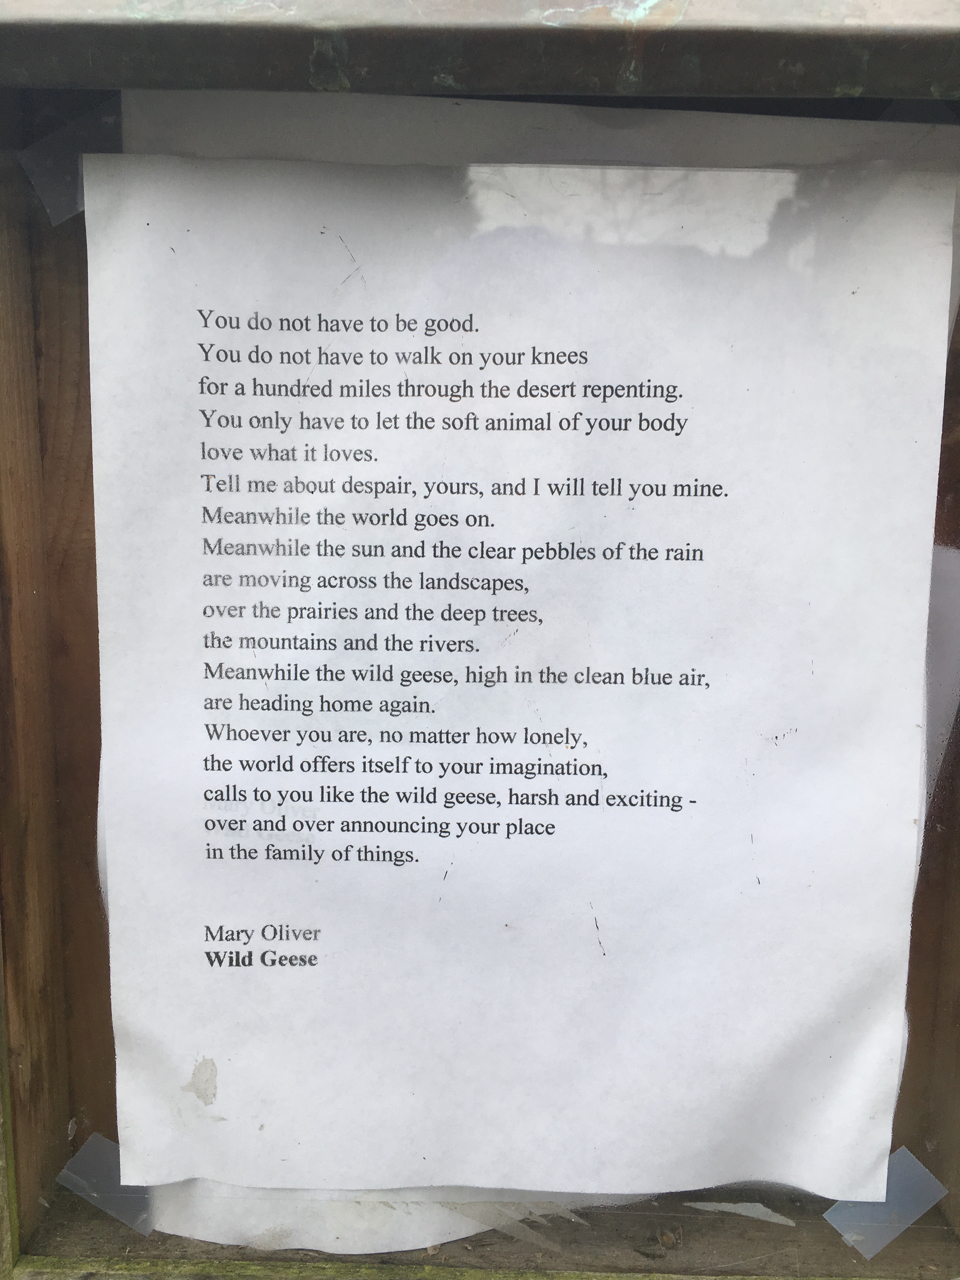 You do not have to be good.
You do not have to walk on your knees
for a hundred miles through the desert repenting.
You only have to let the soft animal of your body
love what it loves.
Tell me about despair, yours, and I will tell you mine.
Meanwhile the world goes on.
Meanwhile the sun and the clear pebbles of the rain
are moving across the landscapes,
over the prairies and the deep trees,
the mountains and the rivers.
Meanwhile the wild geese, high in the clean blue air,
are heading home again.
Whoever you are, no matter how lonely,
the world offers itself to your imagination,
calls to you like the wild geese, harsh and exciting -
over and over announcing your place
in the family of things.
Mary Oliver
Wild Geese